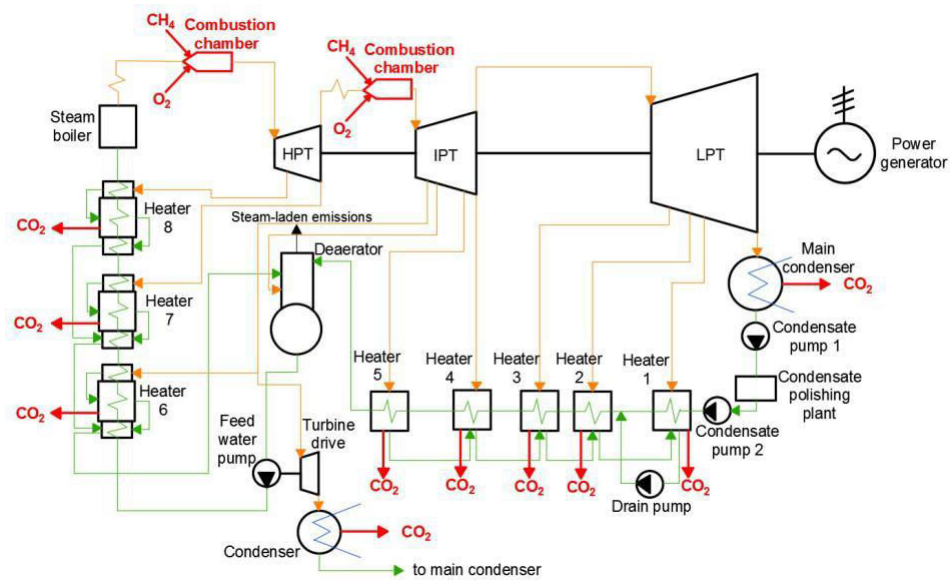 CH4
Combustion
chamber
O2
CH4
Combustion
chamber
O2
Steam
boiler
HPT
IPT
LPT
Power
generator
Heater
8
CO2
Steam-laden emissions
Deaerator
Main
condenser
CO2
Heater
7
CO2
Condensate
pump 1
Heater
6
CO2
Heater
5
Heater
4
Heater
3
Heater
2
Heater
1
Condensate
polishing
plant
Condensate
pump 2
Feed
water
pump
Turbine
drive
CO2
CO2
CO2
CO2
CO2
Drain pump
Condenser
CO2
to main condenser